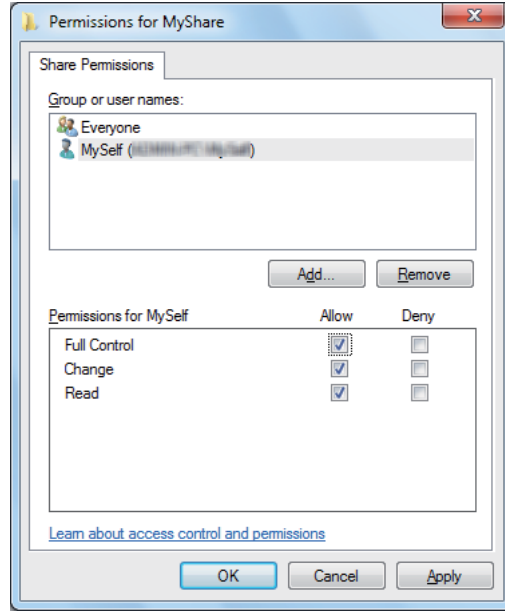 Permissions for MyShare
Share Permissions
Group or user names:
Everyone
MySelf ( )
Add... Remove
Permissions for MySelf Allow Deny
Full Control
Change
Read
Learn about access control and permissions
OK Cancel Apply